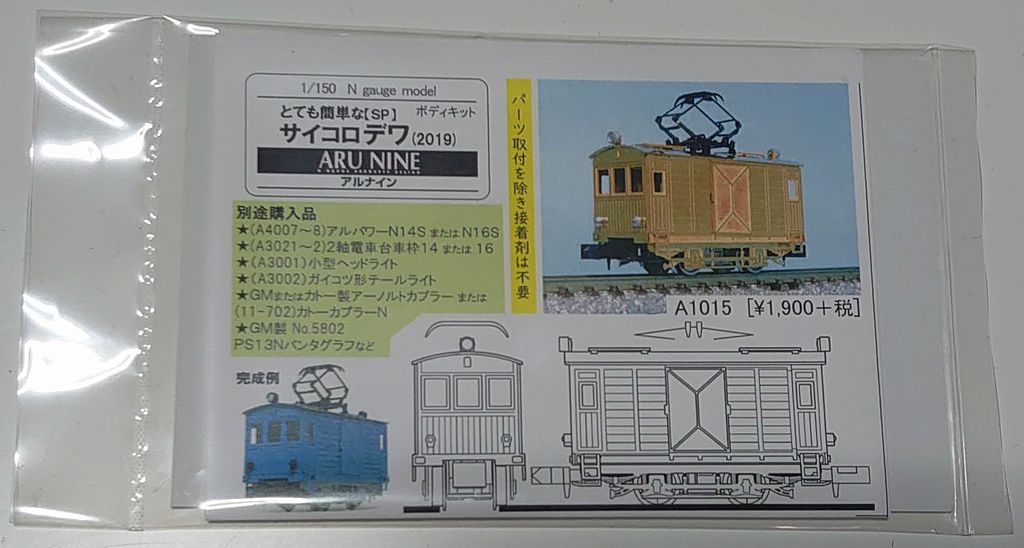 1/150 N gauge model
とても簡単な【SP】 ボディキット
サイコロデワ(2019)
ARU NINE
アルナイン
別途購入品
★(A4007～8)アルパワーN14S または N16S
★(A3021～2)2軸電車台車枠14 または 16
★(A3001)小型ヘッドライト
★(A3002)ガイコツ形テールライト
★GMまたはカトー製アーノルトカプラー または
(11-702)カトーカプラーN
★GM製 No.5802
PS13Nパンタグラフなど
パーツ取付を除き接着剤は不要
A1015 [¥1,900+税]
完成例